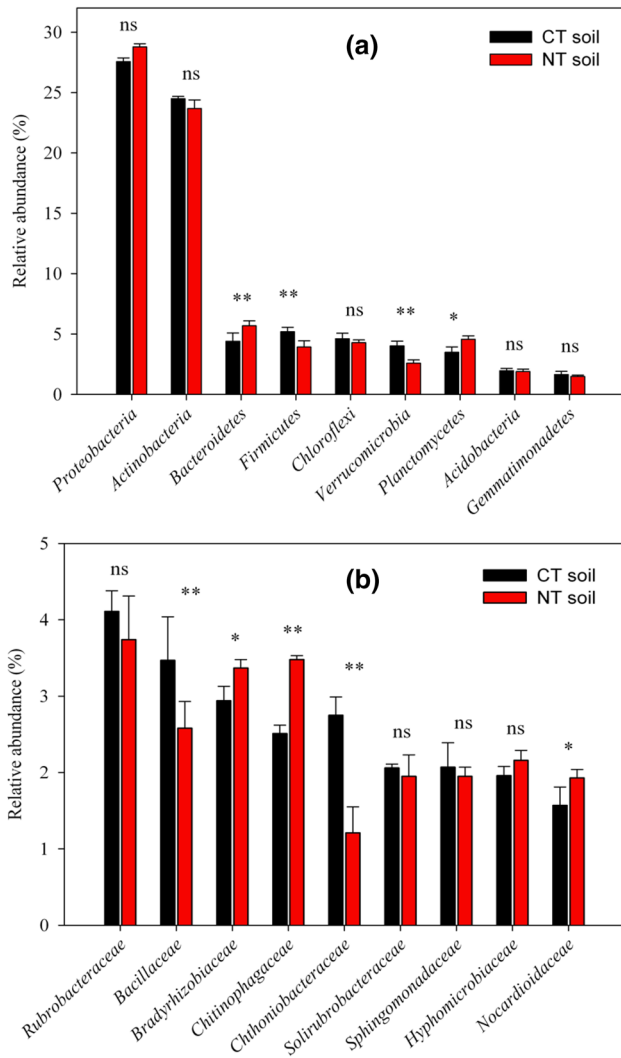 (a)
CT soil
NT soil
Relative abundance (%)
30
25
20
15
10
5
0
ns
ns
**
**
ns
**
*
ns
ns
Proteobacteria
Actinobacteria
Bacteroidetes
Firmicutes
Chloroflexi
Verrucomicrobia
Planctomycetes
Acidobacteria
Gemmatimonadetes
(b)
CT soil
NT soil
Relative abundance (%)
5
4
3
2
1
0
ns
**
*
**
**
ns
ns
ns
*
Rubrobacteraceae
Bacillaceae
Bradyrhizobiaceae
Chitinophagaceae
Chthoniobacteraceae
Solirubrobacteraceae
Sphingomonadaceae
Hyphomicrobiaceae
Nocardioidaceae